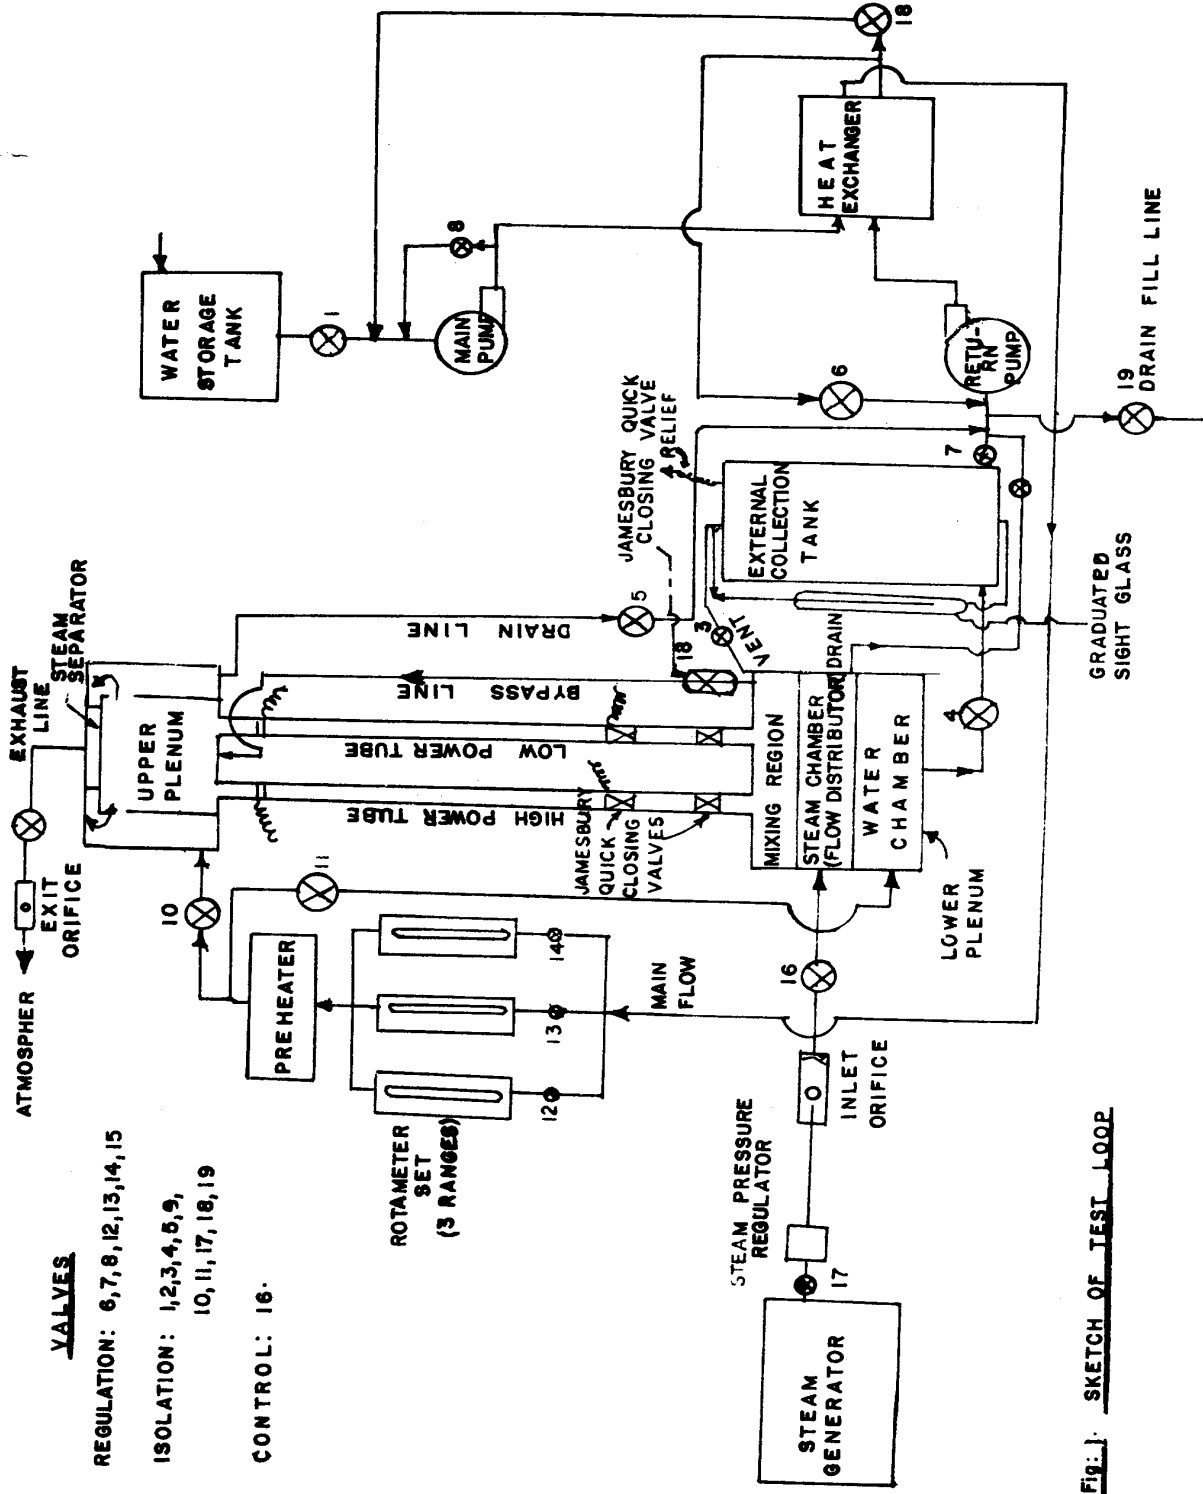 VALVES
REGULATION: 6,7,8,12,13,14,15
ISOLATION: 1,2,3,4,5,9,
10,11,17,18,19
CONTROL: 16.
ATMOSPHER
EXIT
ORIFICE
EXHAUST
LINE
STEAM
SEPARATOR
UPPER
PLENUM
10
11
PREHEATER
ROTAMETER
SET
(3 RANGES)
12
13
14
MAIN
FLOW
HIGH POWER TUBE
LOW POWER TUBE
BYPASS LINE
DRAIN LINE
5
JAMESBURY
QUICK
CLOSING
VALVES
JAMESBURY QUICK
CLOSING VALVE
RELIEF
18
3
VENT
MIXING REGION
STEAM CHAMBER
(FLOW DISTRIBUTOR)
DRAIN
WATER
CHAMBER
LOWER
PLENUM
4
EXTERNAL
COLLECTION
TANK
GRADUATED
SIGHT GLASS
7
6
RETU-
RN
PUMP
19
DRAIN FILL LINE
HEAT
EXCHANGER
18
WATER
STORAGE
TANK
1
8
MAIN
PUMP
STEAM
GENERATOR
17
STEAM PRESSURE
REGULATOR
INLET
ORIFICE
16
Fig: 1. SKETCH OF TEST LOOP